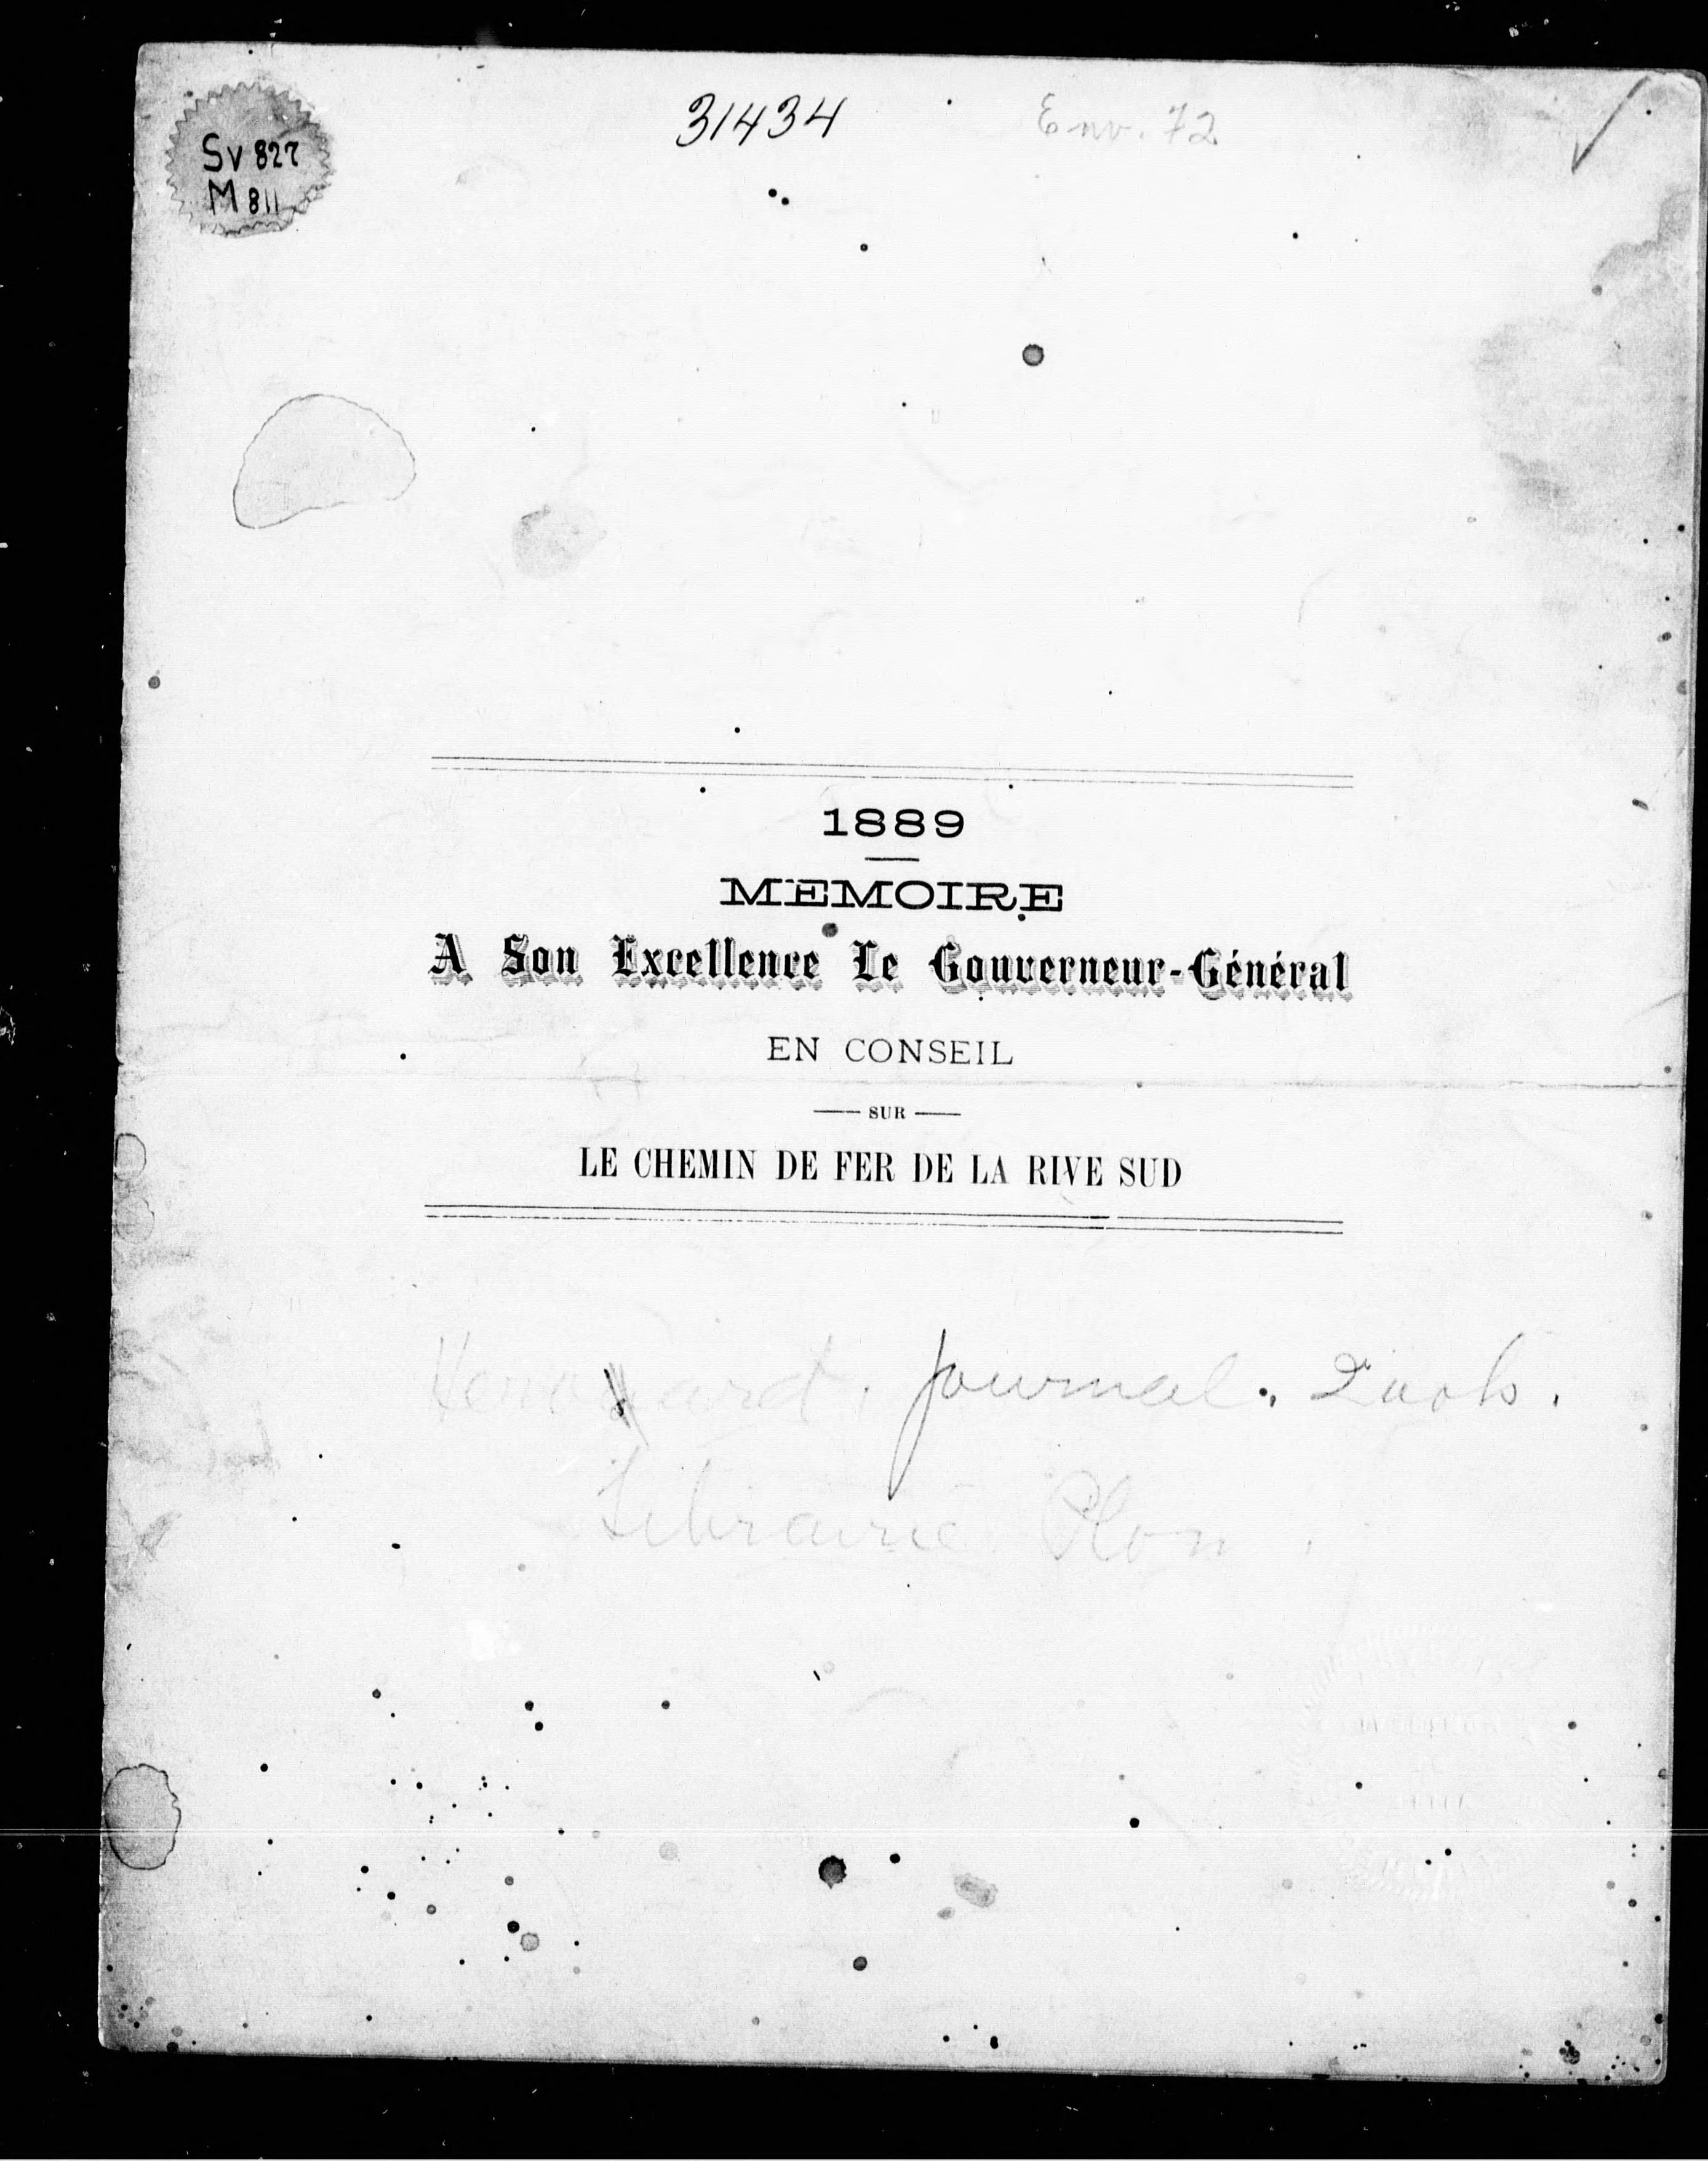 31434 Env. 72
Sv 827
M 811
1889
MEMOIRE
A Son Excellence Le Gouverneur-Général
EN CONSEIL
SUR
LE CHEMIN DE FER DE LA RIVE SUD
journal.
Librairie Plon